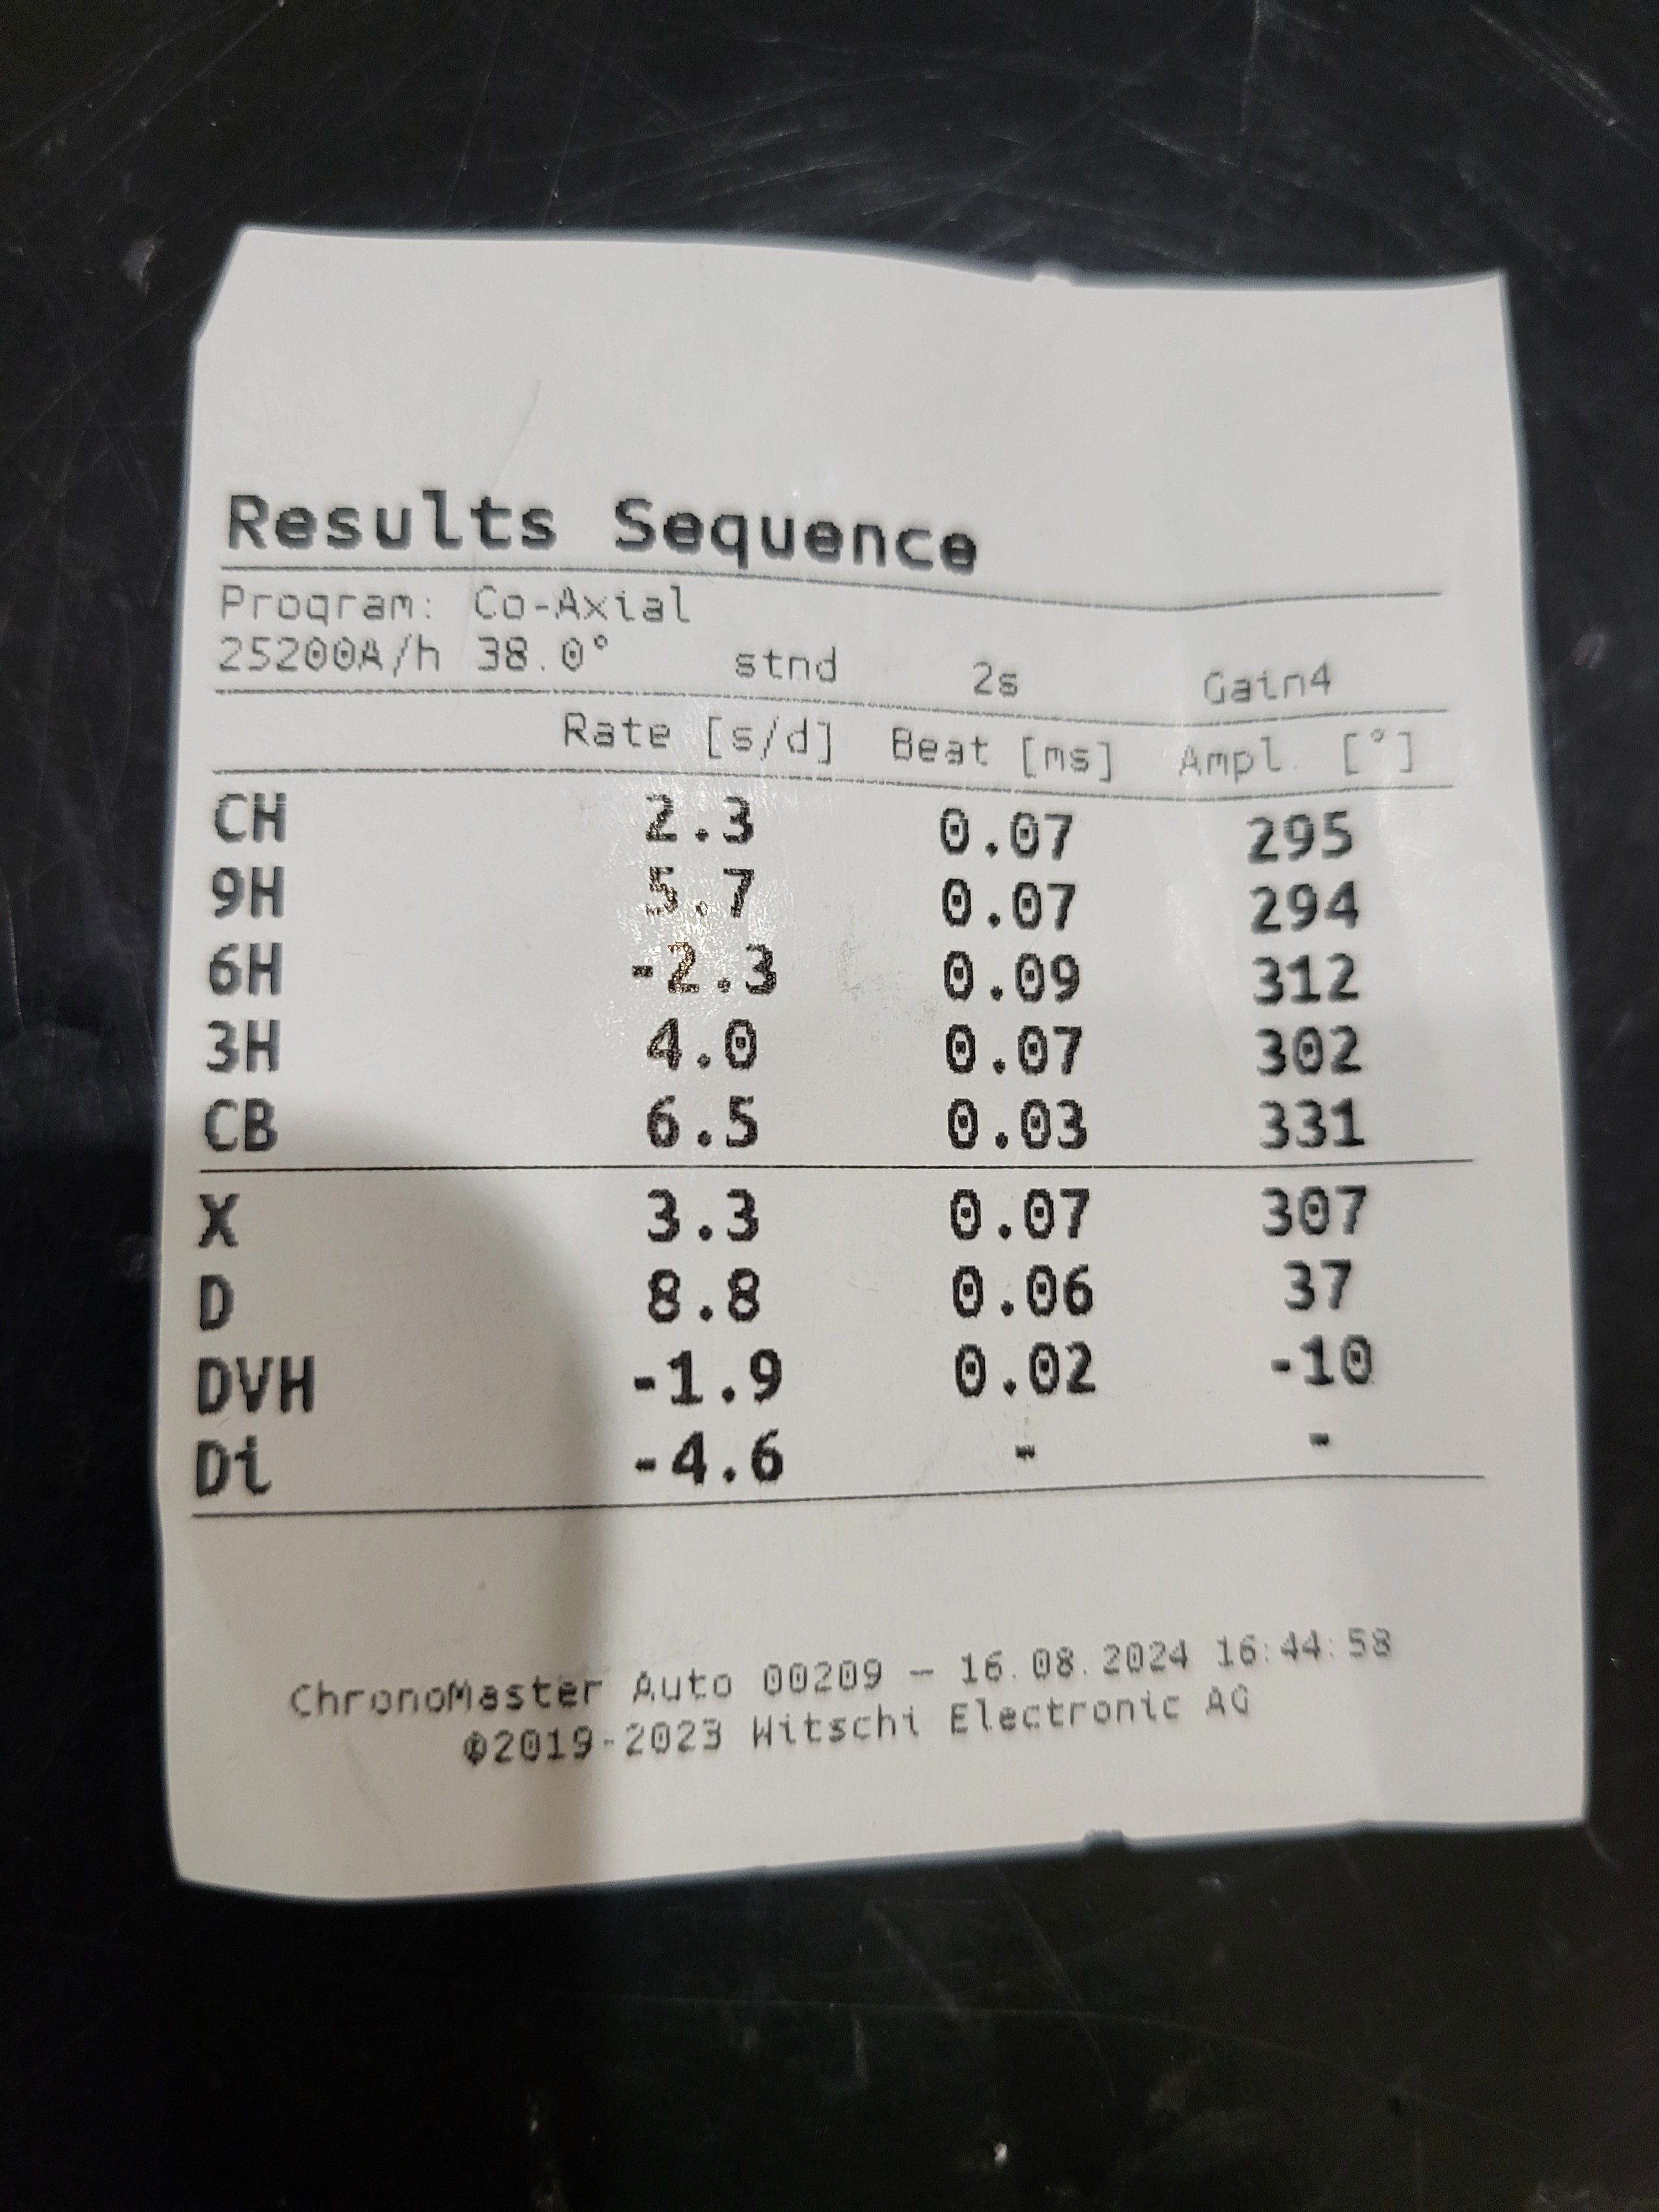 Results Sequence
Program: Co-Axial
25200A/h 38.0° stnd 2s Gain4
Rate [s/d] Beat [ms] Ampl. [°]
CH 2.3 0.07 295
9H 5.7 0.07 294
6H -2.3 0.09 312
3H 4.0 0.07 302
CB 6.5 0.03 331
X 3.3 0.07 307
D 8.8 0.06 37
DVH -1.9 0.02 -10
Di -4.6 - -
ChronoMaster Auto 00209 – 16.08.2024 16:44:58
©2019-2023 Witschi Electronic AG